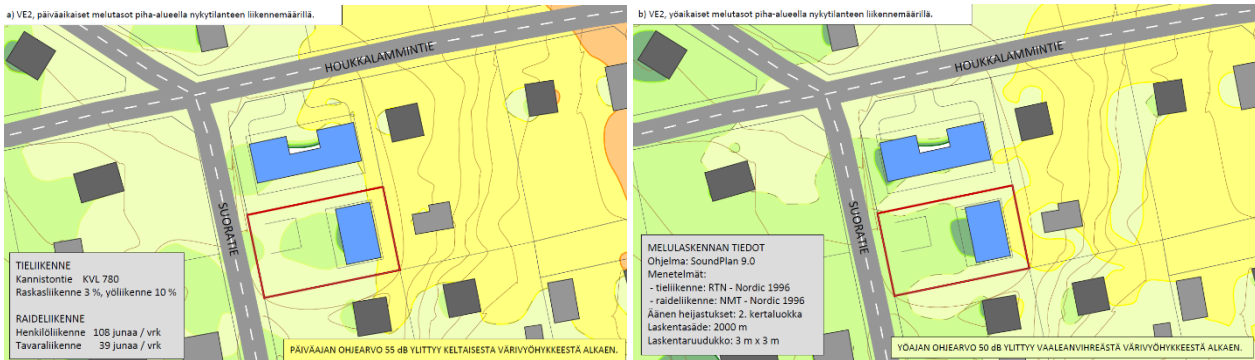 a) VE2, päiväaikaiset melutasot piha-alueella nykytilanteen liikennemäärillä.
HOUKKALAMMINTIE
SUORATIE
TIELIIKENNE
Kannistontie KVL 780
Raskasliikenne 3 %, yöliikenne 10 %
RAIDELIIKENNE
Henkilöliikenne 108 junaa / vrk
Tavaraliikenne 39 junaa / vrk
PÄIVÄAJAN OHJEARVO 55 dB YLITTYY KELTAISESTA VÄRIVYÖHYKKEESTÄ ALKAEN.
b) VE2, yöaikaiset melutasot piha-alueella nykytilanteen liikennemäärillä.
HOUKKALAMMINTIE
SUORATIE
MELULASKENNAN TIEDOT
Ohjelma: SoundPlan 9.0
Menetelmät:
- tieliikenne: RTN - Nordic 1996
- raideliikenne: NMT - Nordic 1996
Äänen heijastukset: 2. kertaluokka
Laskentasäde: 2000 m
Laskentaruudukko: 3 m x 3 m
YÖAJAN OHJEARVO 50 dB YLITTYY VAALEANVIHREÄSTÄ VÄRIVYÖHYKKEESTÄ ALKAEN.